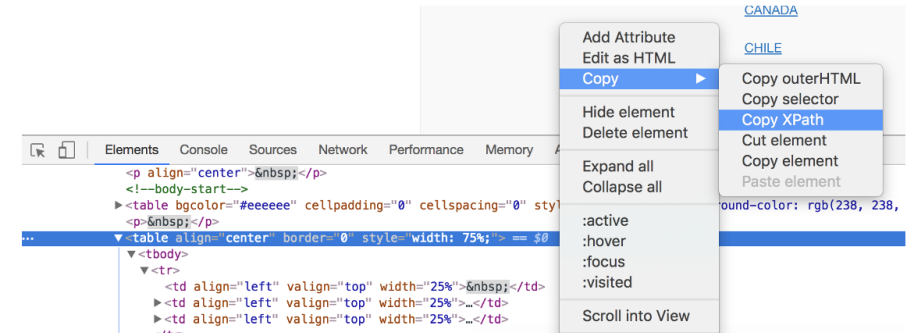 CANADA
CHILE
Add Attribute
Edit as HTML
Copy ▶
Hide element
Delete element
Expand all
Collapse all
:active
:hover
:focus
:visited
Scroll into View
Copy outerHTML
Copy selector
Copy XPath
Cut element
Copy element
Paste element
Elements Console Sources Network Performance Memory
<p align="center">&nbsp;</p>
<!--body-start-->
▶<table bgcolor="#eeeeee" cellpadding="0" cellspacing="0" styl round-color: rgb(238, 238,
<p>&nbsp;</p>
… ▼<table align="center" border="0" style="width: 75%;"> == $0
▼<tbody>
▼<tr>
<td align="left" valign="top" width="25%">&nbsp;</td>
▶<td align="left" valign="top" width="25%">…</td>
▶<td align="left" valign="top" width="25%">…</td>